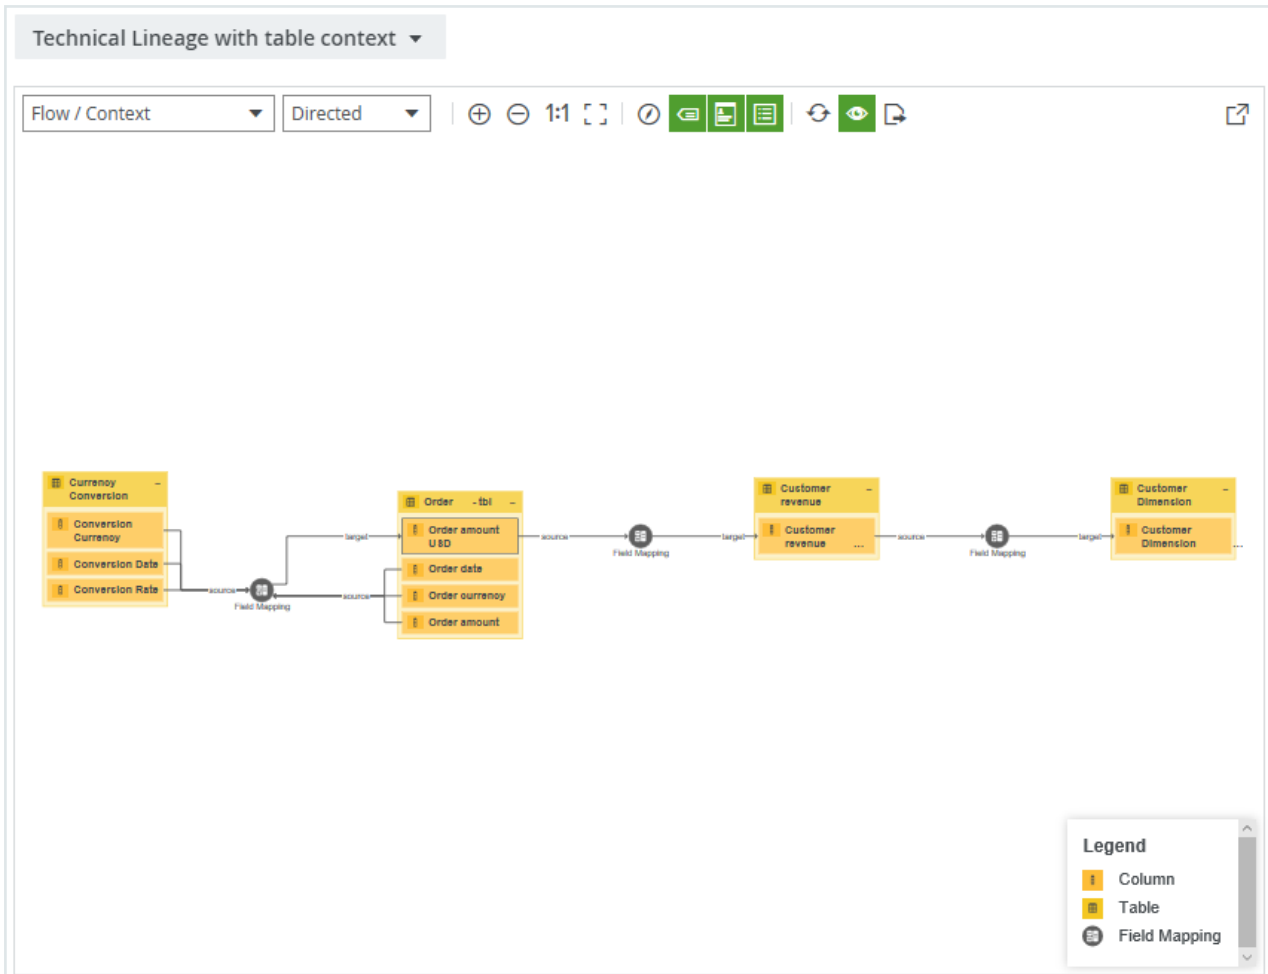 Technical Lineage with table context
Flow / Context
Directed
1:1
Currency
Conversion
Conversion
Currency
Conversion Date
Conversion Rate
source
Field Mapping
target
source
Order - tbl
Order amount
USD
Order date
Order currency
Order amount
source
Field Mapping
target
Customer
revenue
Customer
revenue ...
source
Field Mapping
target
Customer
Dimension
Customer
Dimension ...
Legend
Column
Table
Field Mapping